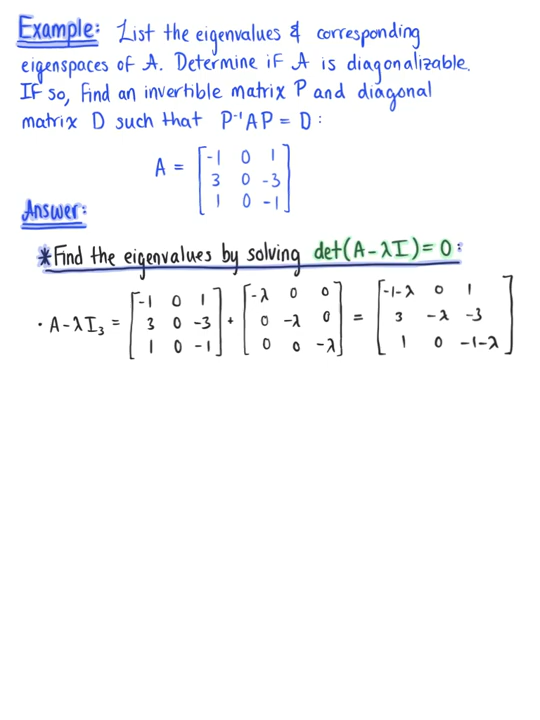 Example: List the eigenvalues & corresponding
eigenspaces of A. Determine if A is diagonalizable.
If so, find an invertible matrix P and diagonal
matrix D such that P⁻¹AP = D:
A = [-1 0 1
3 0 -3
1 0 -1]
Answer:
*Find the eigenvalues by solving det(A-λI)=0:
· A-λI₃ = [-1 0 1; 3 0 -3; 1 0 -1] + [-λ 0 0; 0 -λ 0; 0 0 -λ] = [-1-λ 0 1; 3 -λ -3; 1 0 -1-λ]